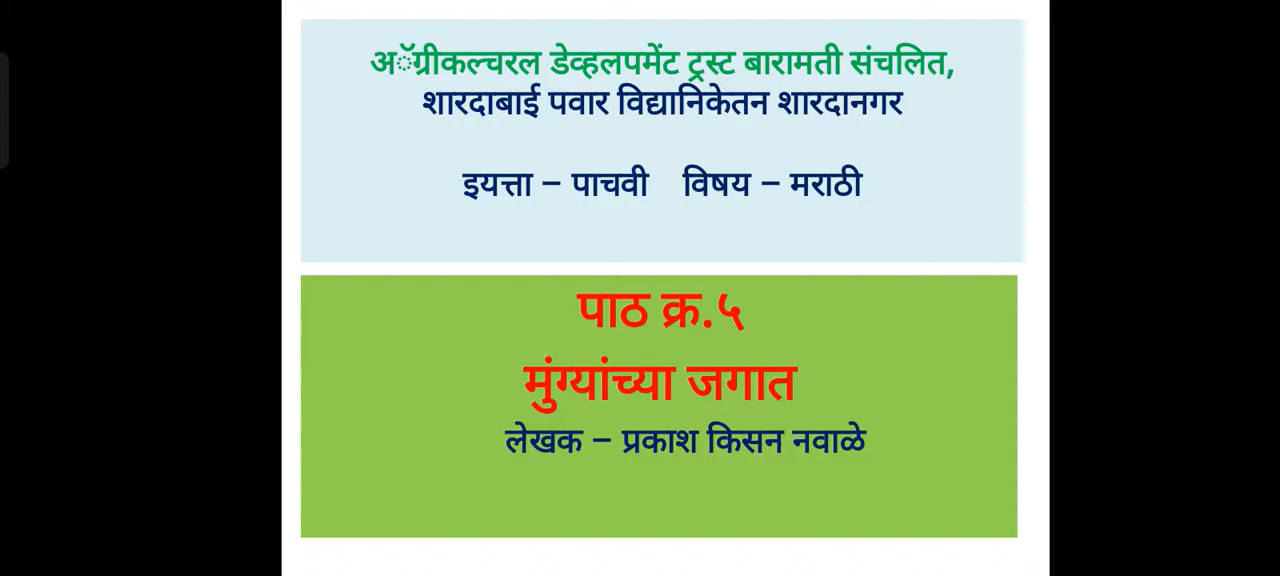 अॅग्रीकल्चरल डेव्हलपमेंट ट्रस्ट बारामती संचलित,
शारदाबाई पवार विद्यानिकेतन शारदानगर
इयत्ता – पाचवी विषय – मराठी
पाठ क्र.५
मुंग्यांच्या जगात
लेखक – प्रकाश किसन नवाळे